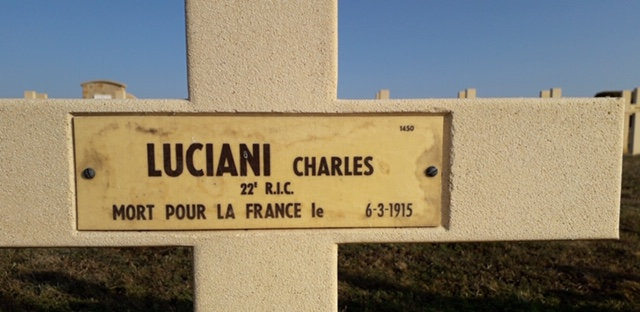 1450
LUCIANI CHARLES
22E R.I.C.
MORT POUR LA FRANCE le 6-3-1915